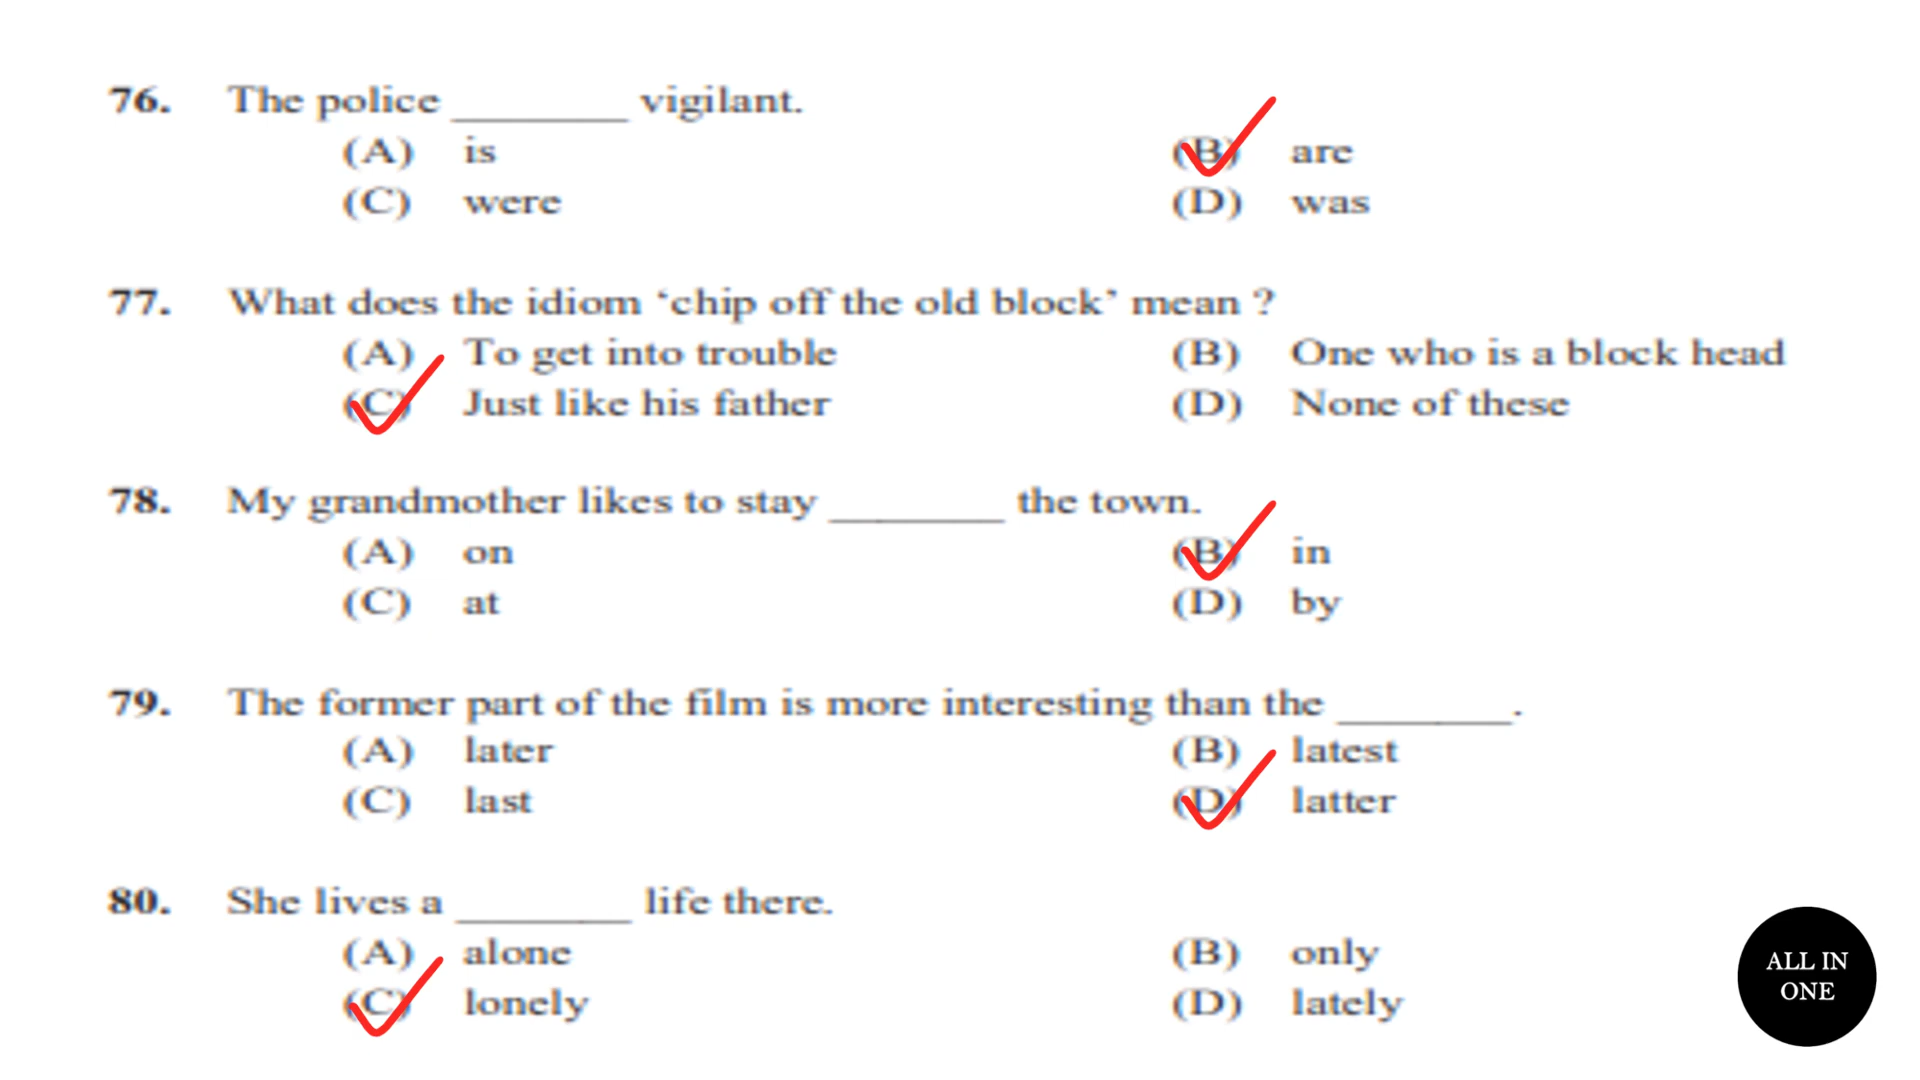 76. The police ________ vigilant.
(A) is (B) are
(C) were (D) was
77. What does the idiom ‘chip off the old block’ mean ?
(A) To get into trouble (B) One who is a block head
(C) Just like his father (D) None of these
78. My grandmother likes to stay ________ the town.
(A) on (B) in
(C) at (D) by
79. The former part of the film is more interesting than the ________.
(A) later (B) latest
(C) last (D) latter
80. She lives a ________ life there.
(A) alone (B) only
(C) lonely (D) lately
ALL IN
ONE